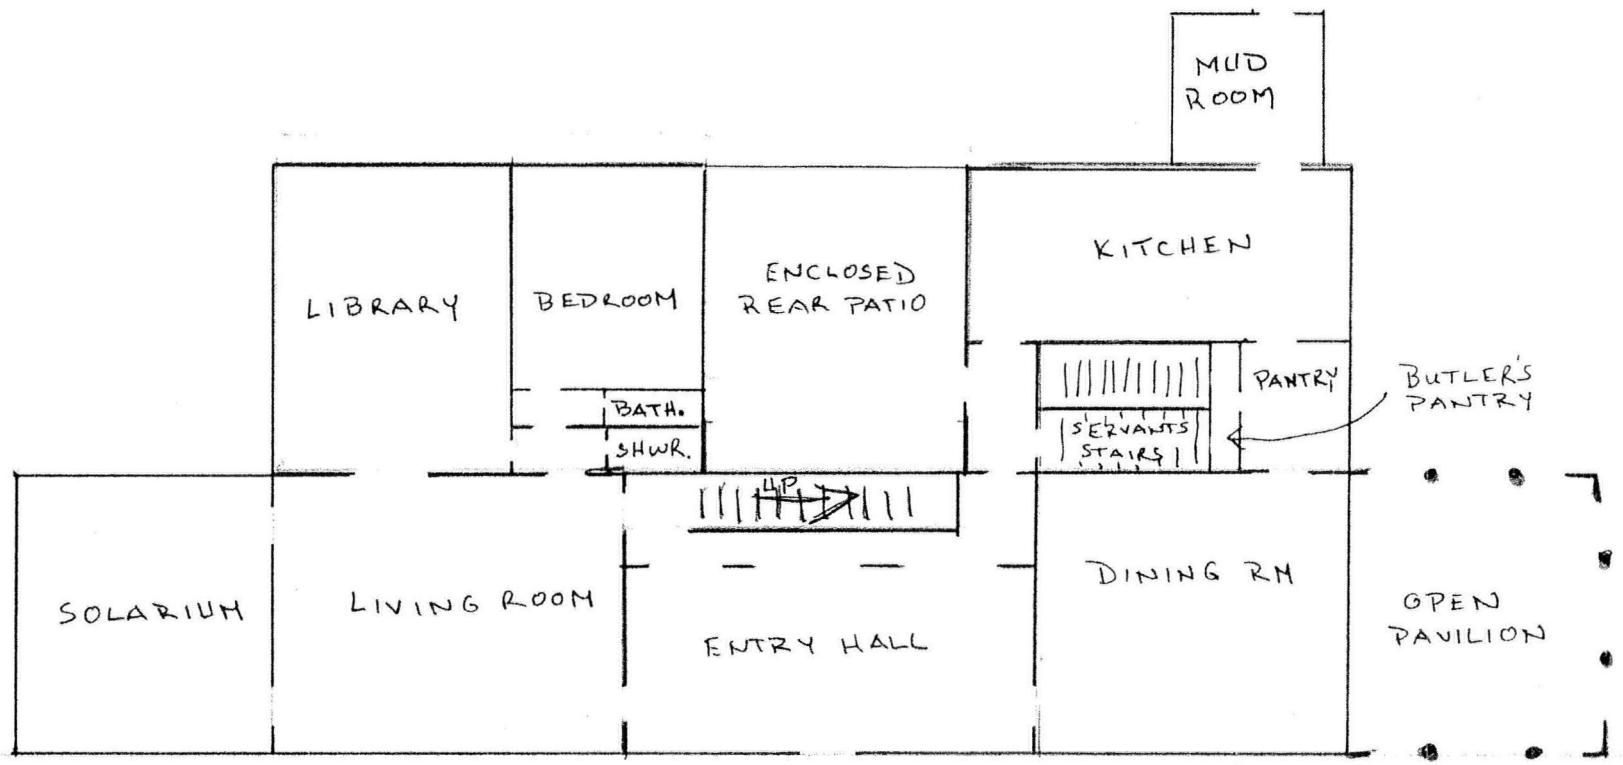 MUD
ROOM
KITCHEN
ENCLOSED
REAR PATIO
LIBRARY
BEDROOM
BATH.
SHWR.
PANTRY
BUTLER'S
PANTRY
SERVANTS
STAIRS
UP
SOLARIUM
LIVING ROOM
ENTRY HALL
DINING RM
OPEN
PAVILION